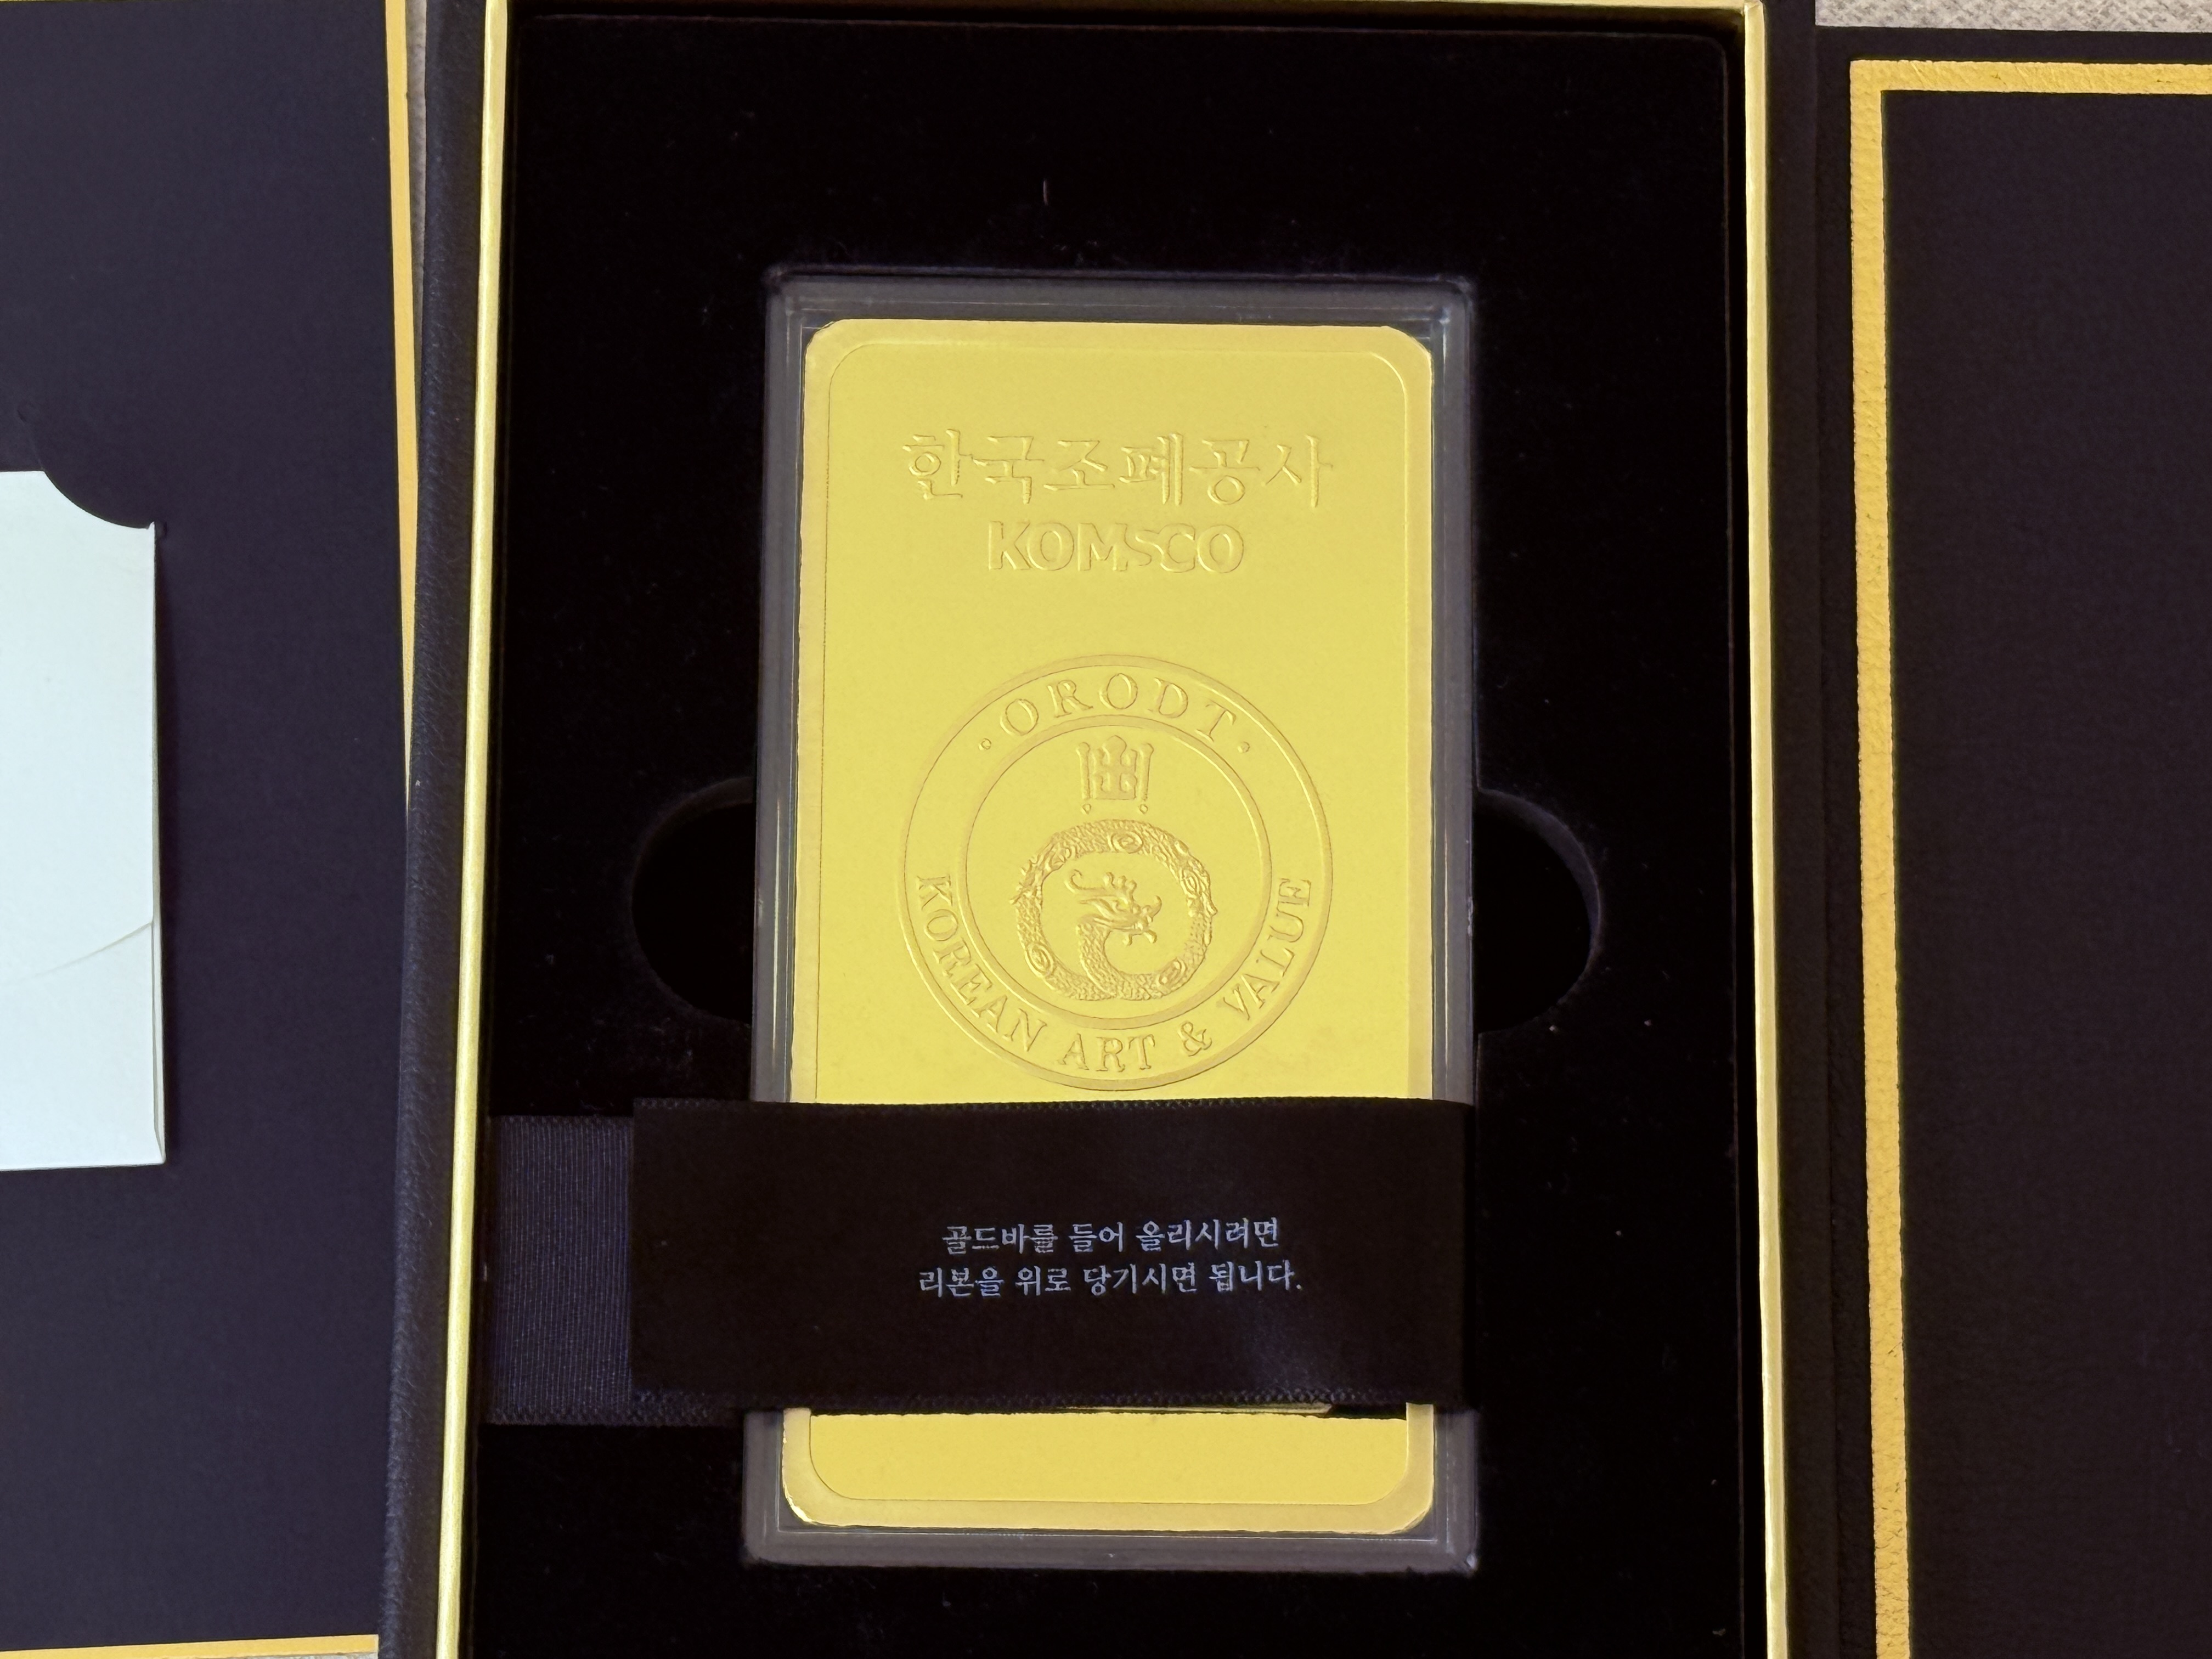 한국조폐공사
KOMSCO
· ORODT ·
KOREAN ART & VALUE
골드바를 들어 올리시려면
리본을 위로 당기시면 됩니다.